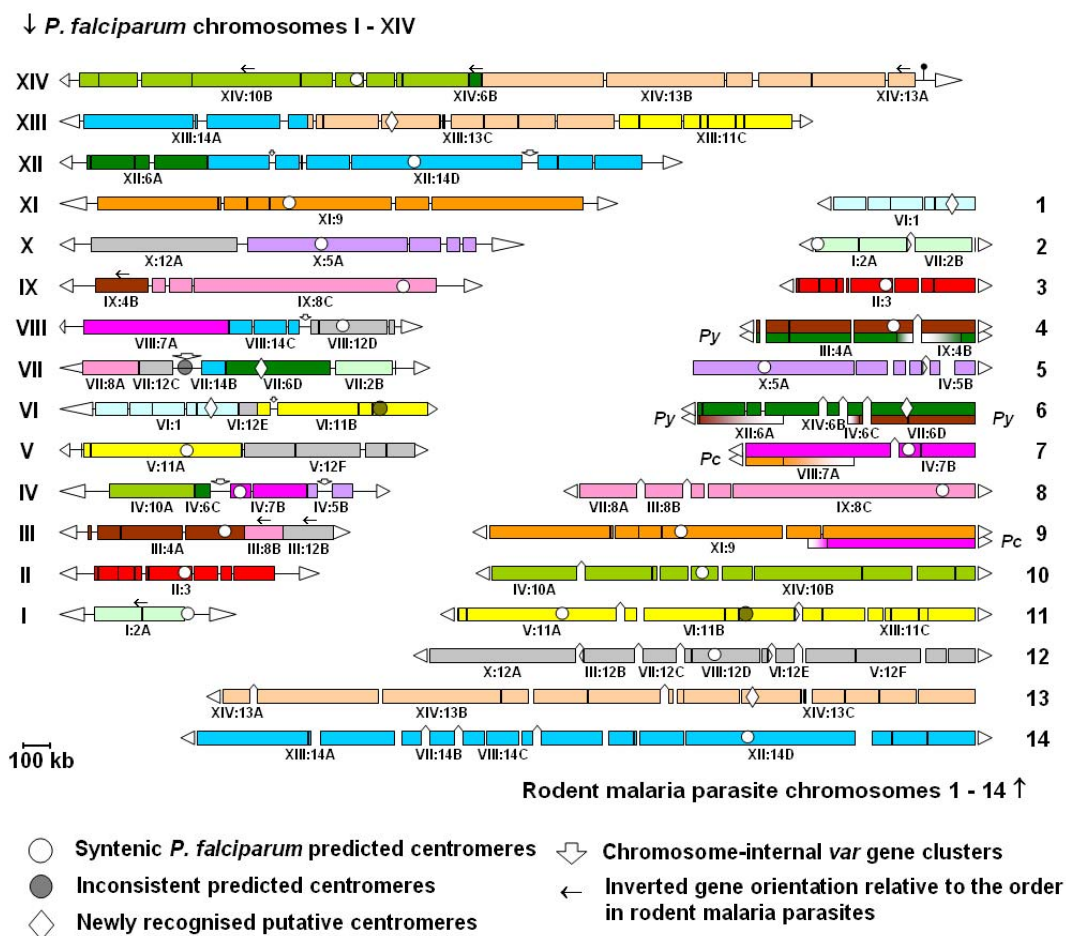 ↓ P. falciparum chromosomes I - XIV
XIV
XIV:10B XIV:6B XIV:13B XIV:13A
XIII
XIII:14A XIII:13C XIII:11C
XII
XII:6A XII:14D
XI 1
XI:9 VI:1
X 2
X:12A X:5A I:2A VII:2B
IX 3
IX:4B IX:8C II:3
VIII Py 4
VIII:7A VIII:14C VIII:12D III:4A IX:4B
VII 5
VII:8A VII:12C VII:14B VII:6D VII:2B X:5A IV:5B
VI Py Py 6
VI:1 VI:12E VI:11B XII:6A XIV:6B IV:6C VII:6D
V Pc 7
V:11A V:12F VIII:7A IV:7B
IV 8
IV:10A IV:6C IV:7B IV:5B VII:8A III:8B IX:8C
III Pc 9
III:4A III:8B III:12B XI:9
II 10
II:3 IV:10A XIV:10B
I 11
I:2A V:11A VI:11B XIII:11C
12
X:12A III:12B VII:12C VIII:12D VI:12E V:12F
13
XIV:13A XIV:13B XIV:13C
14
XIII:14A VII:14B VIII:14C XII:14D
100 kb
Rodent malaria parasite chromosomes 1 - 14 ↑
Syntenic P. falciparum predicted centromeres
Inconsistent predicted centromeres
Newly recognised putative centromeres
Chromosome-internal var gene clusters
Inverted gene orientation relative to the order
in rodent malaria parasites